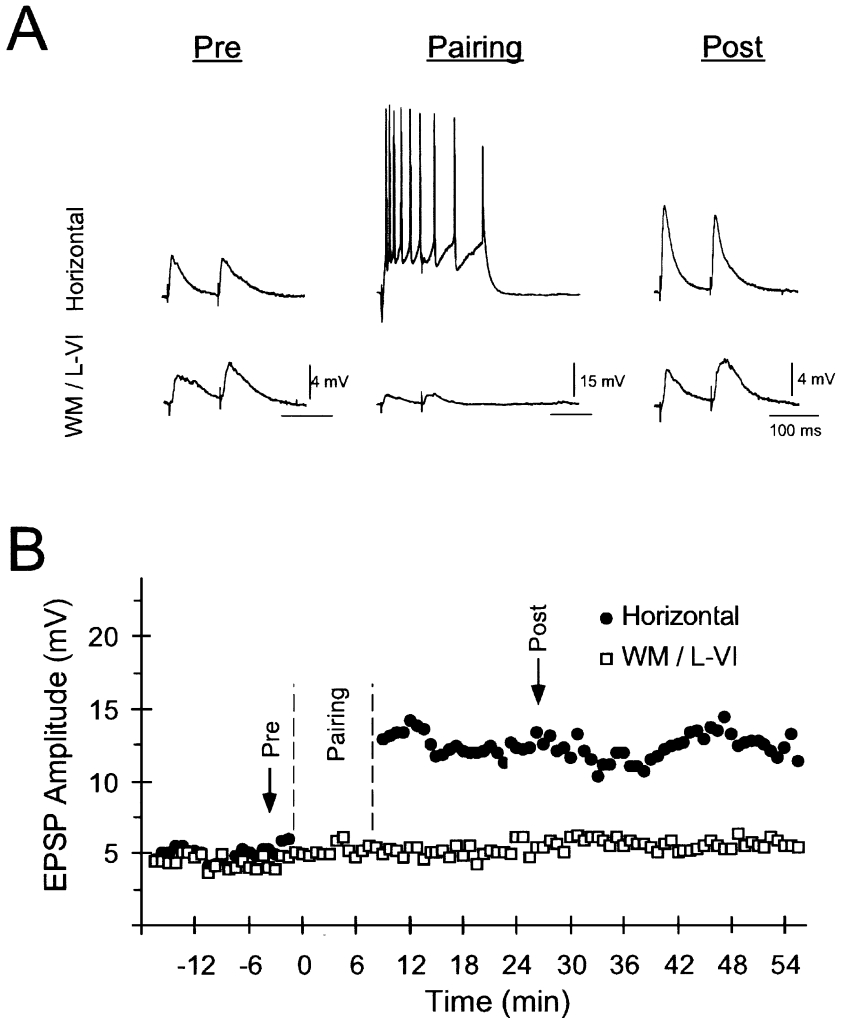 A
Pre Pairing Post
Horizontal
WM / L-VI
4 mV
15 mV
4 mV
100 ms
B
EPSP Amplitude (mV)
20
15
10
5
Pre
Pairing
Post
Horizontal
WM / L-VI
-12 -6 0 6 12 18 24 30 36 42 48 54
Time (min)